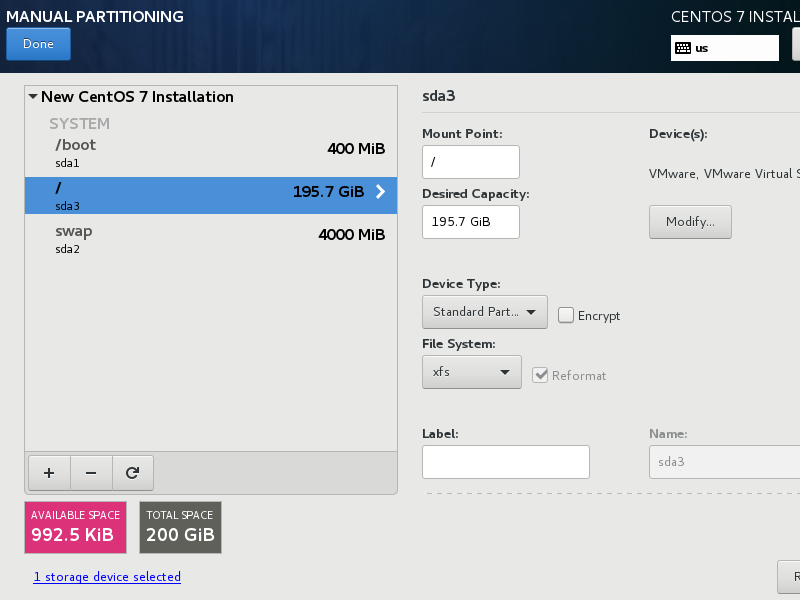 MANUAL PARTITIONING
CENTOS 7 INSTAL
Done
us
New CentOS 7 Installation
SYSTEM
/boot
400 MiB
sda1
/
195.7 GiB
sda3
swap
4000 MiB
sda2
+ −
AVAILABLE SPACE
992.5 KiB
TOTAL SPACE
200 GiB
1 storage device selected
sda3
Mount Point:
/
Desired Capacity:
195.7 GiB
Device(s):
VMware, VMware Virtual S
Modify...
Device Type:
Standard Part...
Encrypt
File System:
xfs
Reformat
Label:
Name:
sda3
R